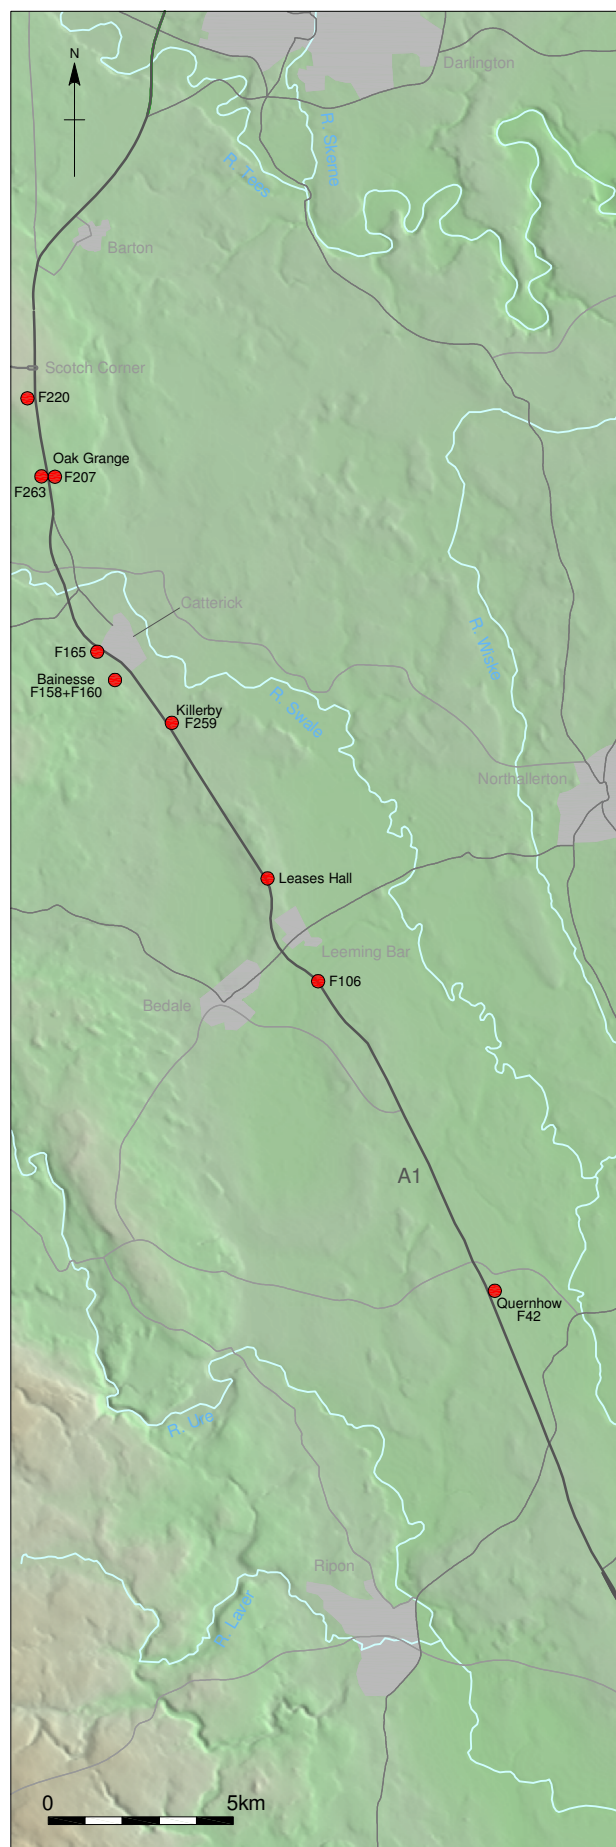 N
Darlington
R. Skerne
R. Tees
Barton
Scotch Corner
F220
Oak Grange
F207
F263
Catterick
F165
Bainesse
F158+F160
Killerby
F259
R. Wiske
R. Swale
Northallerton
Leases Hall
Leeming Bar
F106
Bedale
A1
Quernhow
F42
R. Ure
Ripon
R. Laver
0 5km